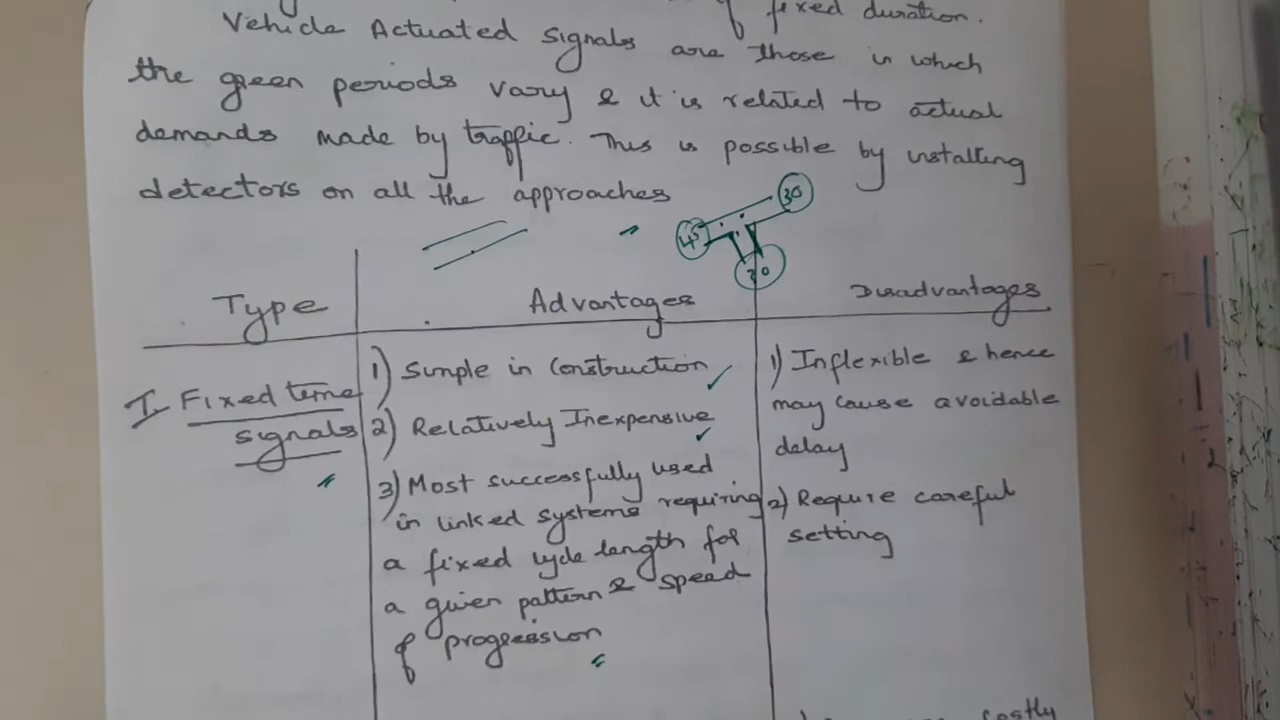 of fixed duration.
Vehicle Actuated signals are those in which
the green periods vary & it is related to actual
demands made by traffic. This is possible by installing
detectors on all the approaches
30
45
30
Type
Advantages
Disadvantages
I. Fixed time
signals
1) Simple in Construction
2) Relatively Inexpensive
3) Most successfully used
in linked systems requiring
a fixed cycle length for
a given pattern & speed
of progression
1) Inflexible & hence
may cause avoidable
delay
2) Require careful
setting
costly